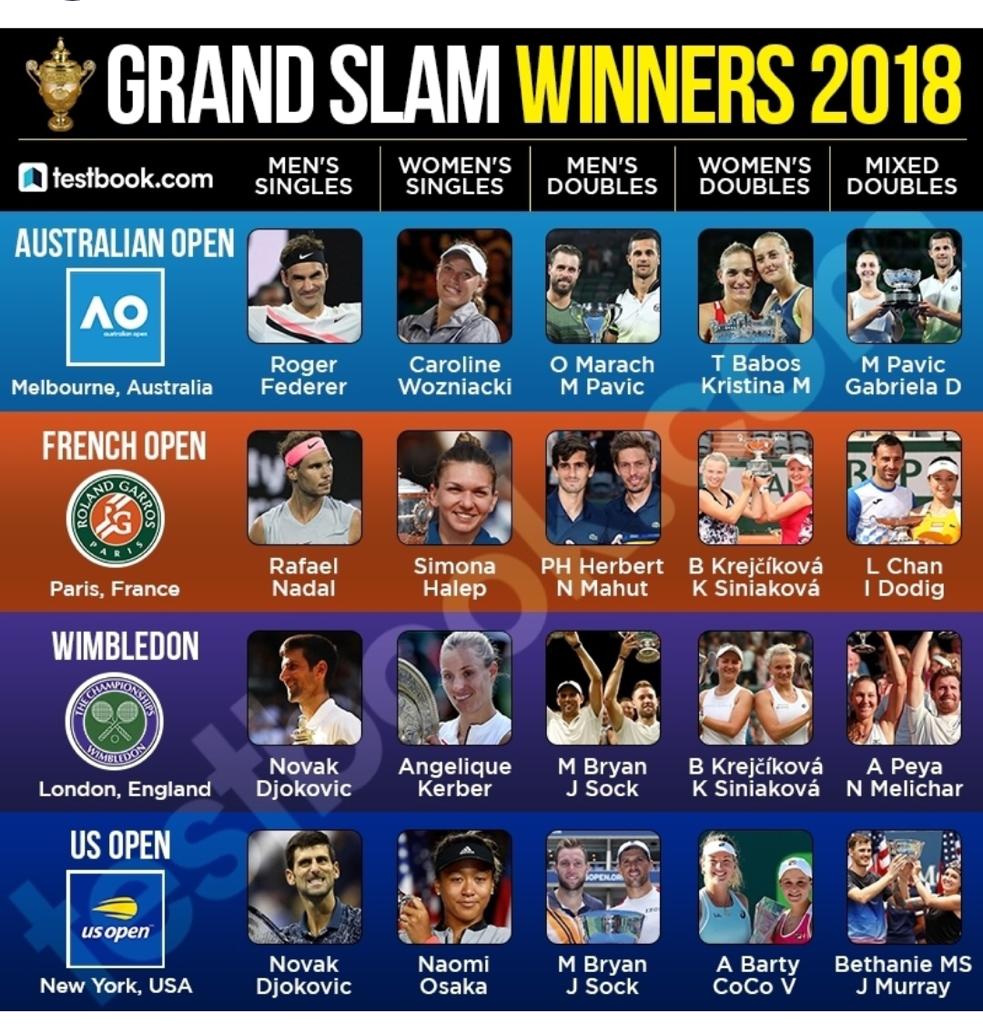 GRAND SLAM WINNERS 2018
testbook.com
MEN'S
SINGLES
WOMEN'S
SINGLES
MEN'S
DOUBLES
WOMEN'S
DOUBLES
MIXED
DOUBLES
AUSTRALIAN OPEN
AO
australian open
Melbourne, Australia
Roger
Federer
Caroline
Wozniacki
O Marach
M Pavic
T Babos
Kristina M
M Pavic
Gabriela D
FRENCH OPEN
ROLAND GARROS
RG
PARIS
Paris, France
Rafael
Nadal
Simona
Halep
PH Herbert
N Mahut
B Krejčíková
K Siniaková
L Chan
I Dodig
WIMBLEDON
THE CHAMPIONSHIPS
WIMBLEDON
London, England
Novak
Djokovic
Angelique
Kerber
M Bryan
J Sock
B Krejčíková
K Siniaková
A Peya
N Melichar
US OPEN
us open
New York, USA
Novak
Djokovic
Naomi
Osaka
M Bryan
J Sock
A Barty
CoCo V
Bethanie MS
J Murray
testbook.com